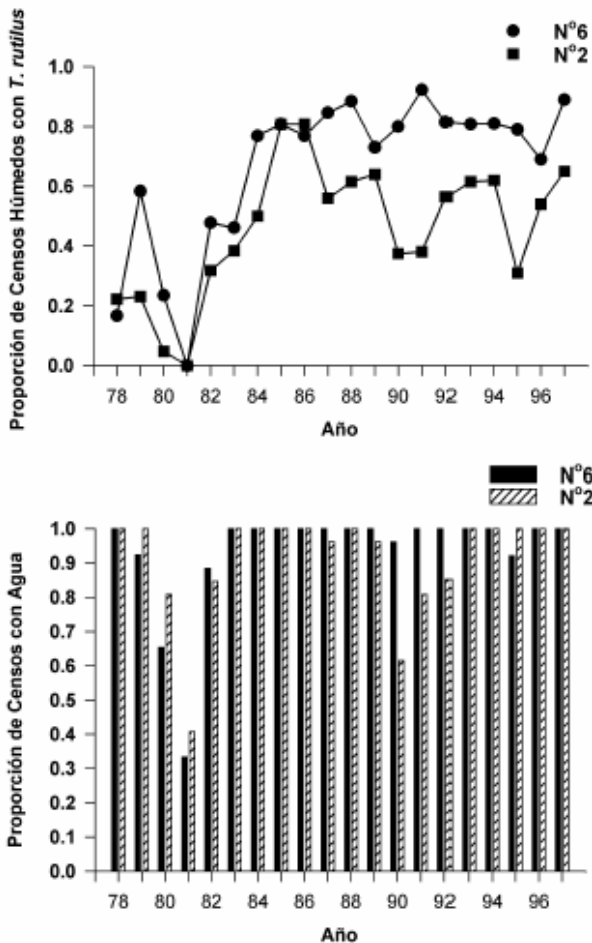 N°6
N°2
Proporción de Censos Húmedos con T. rutilus
1.0
0.8
0.6
0.4
0.2
0.0
78 80 82 84 86 88 90 92 94 96
Año
N°6
N°2
Proporción de Censos con Agua
1.0
0.9
0.8
0.7
0.6
0.5
0.4
0.3
0.2
0.1
0.0
78 80 82 84 86 88 90 92 94 96
Año